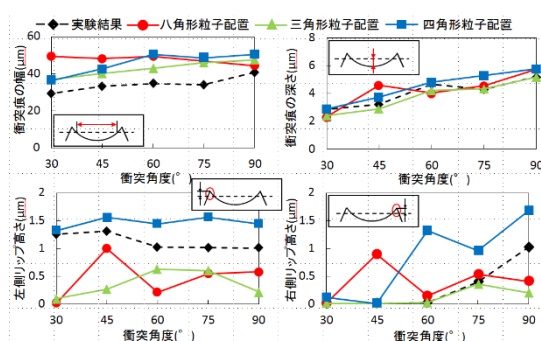 実験結果 八角形粒子配置 三角形粒子配置 四角形粒子配置
衝突痕の幅(μm)
60
40
20
0
30 45 60 75 90
衝突角度(°)
衝突痕の深さ(μm)
8
6
4
2
0
30 45 60 75 90
衝突角度(°)
左側リップ高さ(μm)
2
1.5
1
0.5
0
30 45 60 75 90
衝突角度(°)
右側リップ高さ(μm)
2
1.5
1
0.5
0
30 45 60 75 90
衝突角度(°)